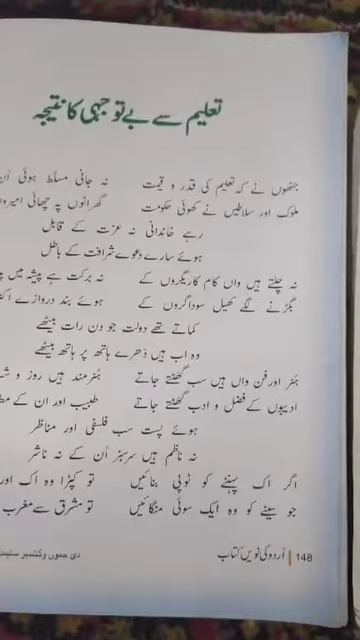 تعلیم سے بے توجہی کا نتیجہ
جنھوں نے کہ تعلیم کی قدر و قیمت نہ جانی مسلط ہوئی
ملوک اور سلاطیں نے کھوئی حکومت گھرانوں پہ چھائی
رہے خاندانی نہ عزت کے قابل
ہوئے سارے دعوے شرافت کے باطل
نہ چلتے ہیں واں کام کاریگروں کے نہ برکت ہے پیشہ میں
بگڑنے لگے کھیل سوداگروں کے ہوئے بند دروازے
کماتے تھے دولت جو دن رات بیٹھے
وہ اب ہیں دھرے ہاتھ پر ہاتھ بیٹھے
ہنر اور فن واں ہیں سب گھٹتے جاتے ہنرمند ہیں روز و
ادیبوں کے فضل و ادب گھٹتے جاتے طبیب اور ان کے
ہوئے پست سب فلسفی اور مناظر
نہ ناظم ہیں سرسبز اُن کے نہ ناشر
اگر اک پہننے کو ٹوپی بنائیں تو کپڑا وہ اک اور
جو سینے کو وہ ایک سوئی منگائیں تو مشرق سے مغرب
148 اُردو کی نویں کتاب دی جموں و کشمیر سٹیٹ